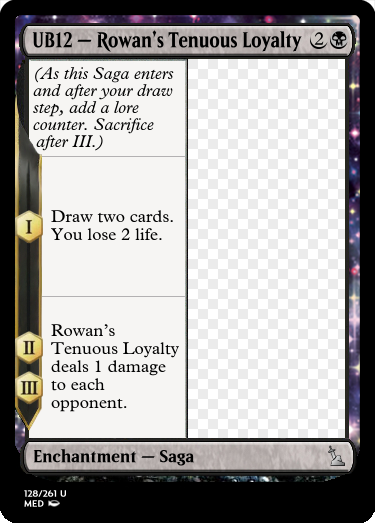 UB12 — Rowan's Tenuous Loyalty 2
(As this Saga enters
and after your draw
step, add a lore
counter. Sacrifice
after III.)
I
Draw two cards.
You lose 2 life.
II
III
Rowan's
Tenuous Loyalty
deals 1 damage
to each
opponent.
Enchantment — Saga
128/261 U
MED